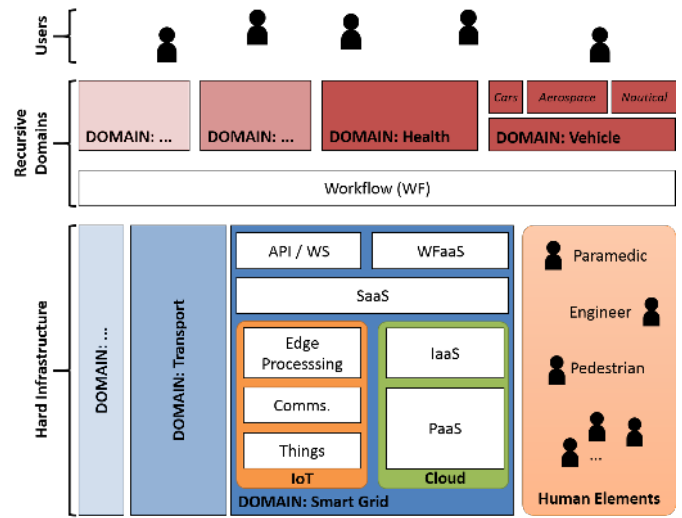 Users
Recursive
Domains
DOMAIN: ...
DOMAIN: ...
DOMAIN: Health
Cars
Aerospace
Nautical
DOMAIN: Vehicle
Workflow (WF)
Hard Infrastructure
DOMAIN: ...
DOMAIN: Transport
API / WS
WFaaS
SaaS
Edge
Processsing
Comms.
Things
IoT
IaaS
PaaS
Cloud
DOMAIN: Smart Grid
Paramedic
Engineer
Pedestrian
...
Human Elements